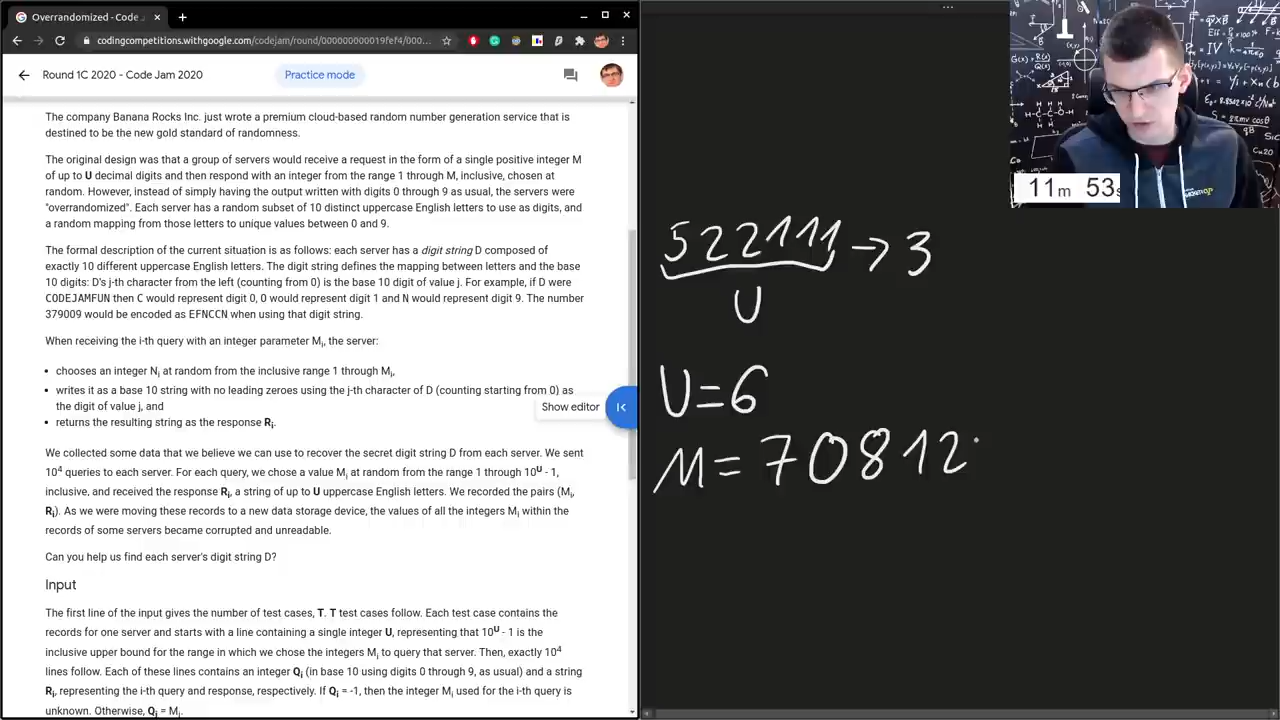 Overrandomized - Code J
codingcompetitions.withgoogle.com/codejam/round/000000000019fef4/000...
Round 1C 2020 - Code Jam 2020
Practice mode
The company Banana Rocks Inc. just wrote a premium cloud-based random number generation service that is
destined to be the new gold standard of randomness.
The original design was that a group of servers would receive a request in the form of a single positive integer M
of up to U decimal digits and then respond with an integer from the range 1 through M, inclusive, chosen at
random. However, instead of simply having the output written with digits 0 through 9 as usual, the servers were
"overrandomized". Each server has a random subset of 10 distinct uppercase English letters to use as digits, and
a random mapping from those letters to unique values between 0 and 9.
The formal description of the current situation is as follows: each server has a digit string D composed of
exactly 10 different uppercase English letters. The digit string defines the mapping between letters and the base
10 digits: D's j-th character from the left (counting from 0) is the base 10 digit of value j. For example, if D were
CODEJAMFUN then C would represent digit 0, O would represent digit 1 and N would represent digit 9. The number
379009 would be encoded as EFNCCN when using that digit string.
When receiving the i-th query with an integer parameter Mi, the server:
chooses an integer Ni at random from the inclusive range 1 through Mi,
writes it as a base 10 string with no leading zeroes using the j-th character of D (counting starting from 0) as
the digit of value j, and
returns the resulting string as the response Ri.
Show editor
We collected some data that we believe we can use to recover the secret digit string D from each server. We sent
10^4 queries to each server. For each query, we chose a value Mi at random from the range 1 through 10^U - 1,
inclusive, and received the response Ri, a string of up to U uppercase English letters. We recorded the pairs (Mi,
Ri). As we were moving these records to a new data storage device, the values of all the integers Mi within the
records of some servers became corrupted and unreadable.
Can you help us find each server's digit string D?
Input
The first line of the input gives the number of test cases, T. T test cases follow. Each test case contains the
records for one server and starts with a line containing a single integer U, representing that 10^U - 1 is the
inclusive upper bound for the range in which we chose the integers Mi to query that server. Then, exactly 10^4
lines follow. Each of these lines contains an integer Qi (in base 10 using digits 0 through 9, as usual) and a string
Ri, representing the i-th query and response, respectively. If Qi = -1, then the integer Mi used for the i-th query is
unknown. Otherwise, Qi = Mi.
11m 53s
522111 → 3
U
U=6
M=70812